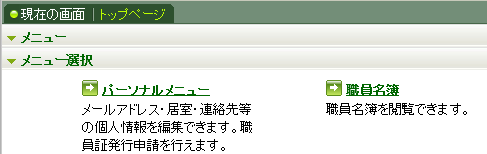 現在の画面 | トップページ
メニュー
メニュー選択
パーソナルメニュー
メールアドレス・居室・連絡先等
の個人情報を編集できます。職
員証発行申請を行えます。
職員名簿
職員名簿を閲覧できます。